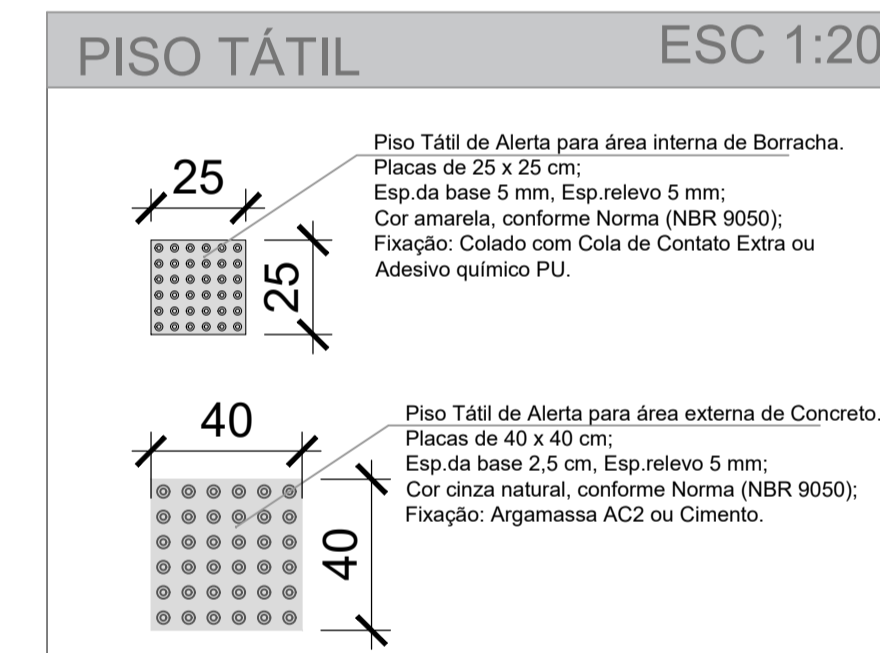 PISO TÁTIL
ESC 1:20
25
25
Piso Tátil de Alerta para área interna de Borracha.
Placas de 25 x 25 cm;
Esp.da base 5 mm, Esp.relevo 5 mm;
Cor amarela, conforme Norma (NBR 9050);
Fixação: Colado com Cola de Contato Extra ou
Adesivo químico PU.
40
40
Piso Tátil de Alerta para área externa de Concreto.
Placas de 40 x 40 cm;
Esp.da base 2,5 cm, Esp.relevo 5 mm;
Cor cinza natural, conforme Norma (NBR 9050);
Fixação: Argamassa AC2 ou Cimento.